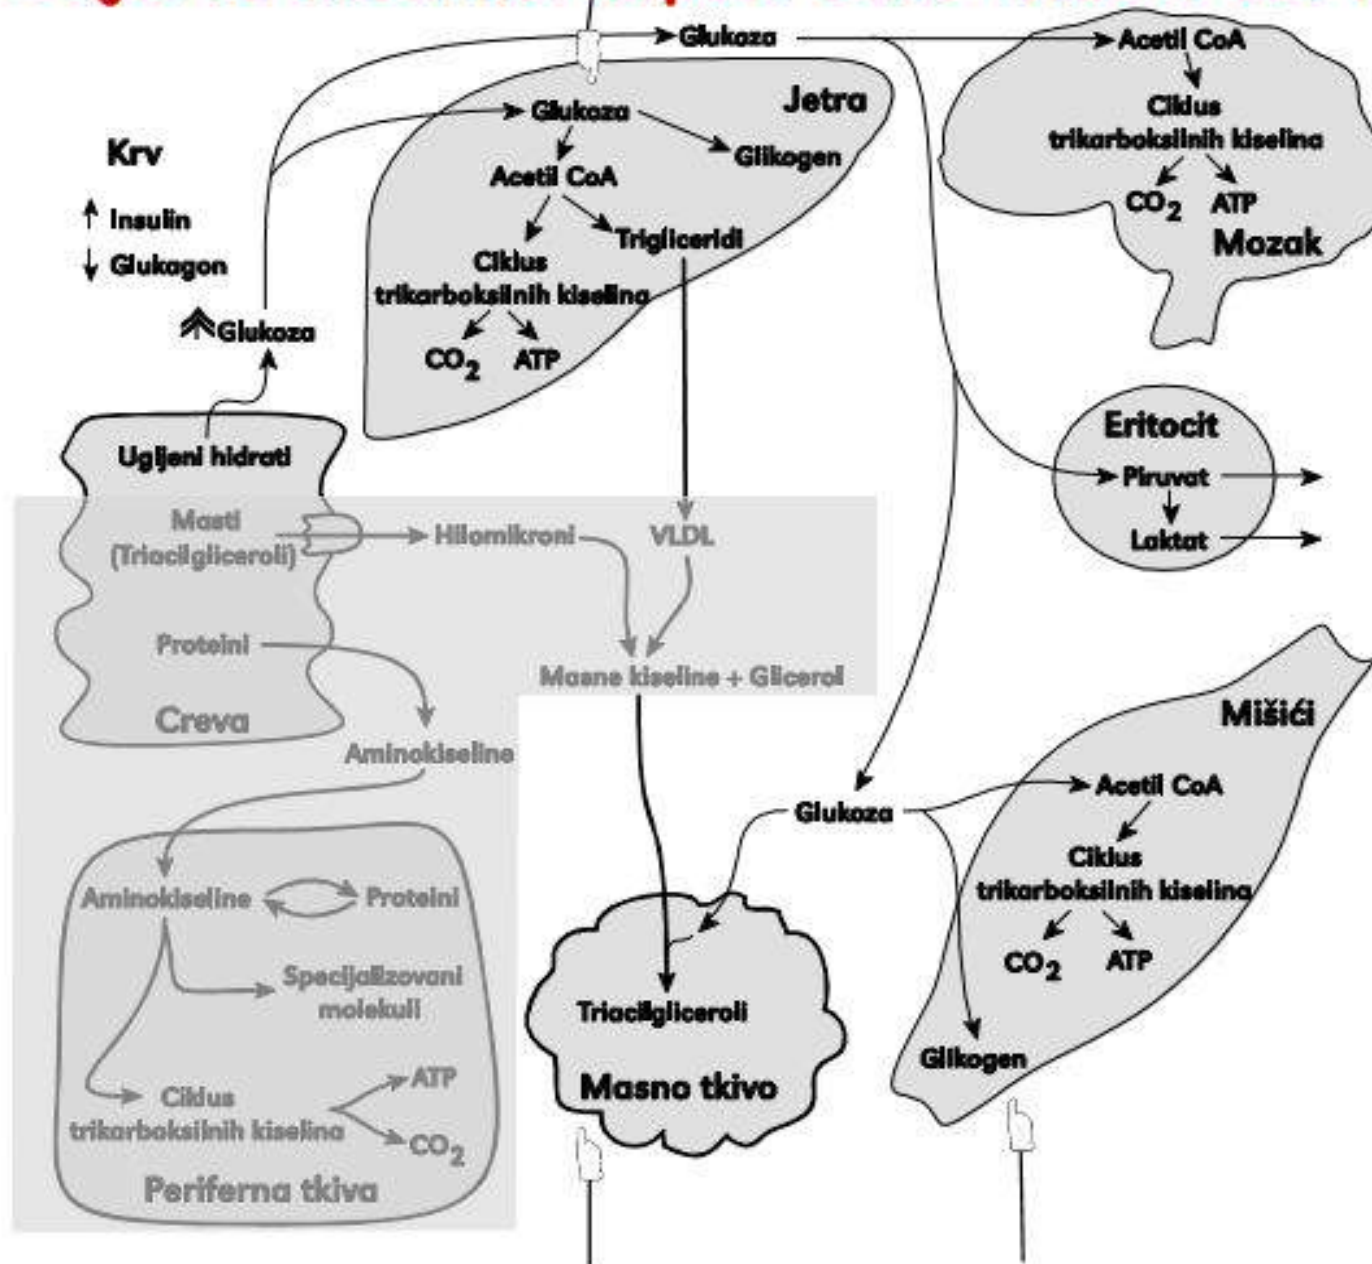 Glukoza
Acetil CoA
Ciklus
trikarboksilnih kiselina
CO2 ATP
Mozak
Jetra
Glukoza
Glikogen
Acetil CoA
Trigliceridi
Ciklus
trikarboksilnih kiselina
CO2 ATP
Krv
↑ Insulin
↓ Glukagon
Glukoza
Ugljeni hidrati
Masti
(Triacilgliceroli)
Hilomikroni
VLDL
Proteini
Creva
Masne kiseline + Glicerol
Aminokiseline
Eritocit
Piruvat
Laktat
Aminokiseline
Proteini
Specijalizovani
molekuli
Ciklus
trikarboksilnih kiselina
ATP
CO2
Periferna tkiva
Glukoza
Triacilgliceroli
Masno tkivo
Mišići
Acetil CoA
Ciklus
trikarboksilnih kiselina
CO2 ATP
Glikogen